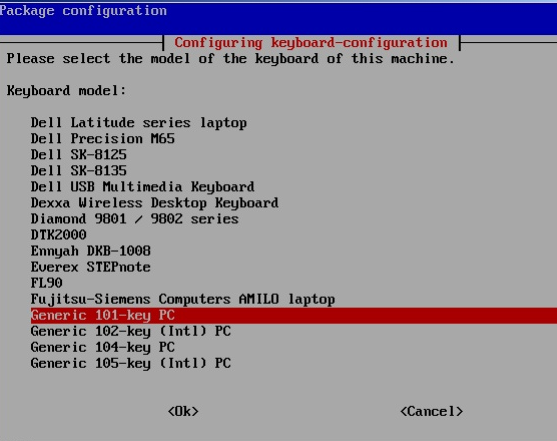 Package configuration
Configuring keyboard-configuration
Please select the model of the keyboard of this machine.
Keyboard model:
Dell Latitude series laptop
Dell Precision M65
Dell SK-8125
Dell SK-8135
Dell USB Multimedia Keyboard
Dexxa Wireless Desktop Keyboard
Diamond 9801 / 9802 series
DTK2000
Ennyah DKB-1008
Everex STEPnote
FL90
Fujitsu-Siemens Computers AMILO laptop
Generic 101-key PC
Generic 102-key (Intl) PC
Generic 104-key PC
Generic 105-key (Intl) PC
<Ok> <Cancel>